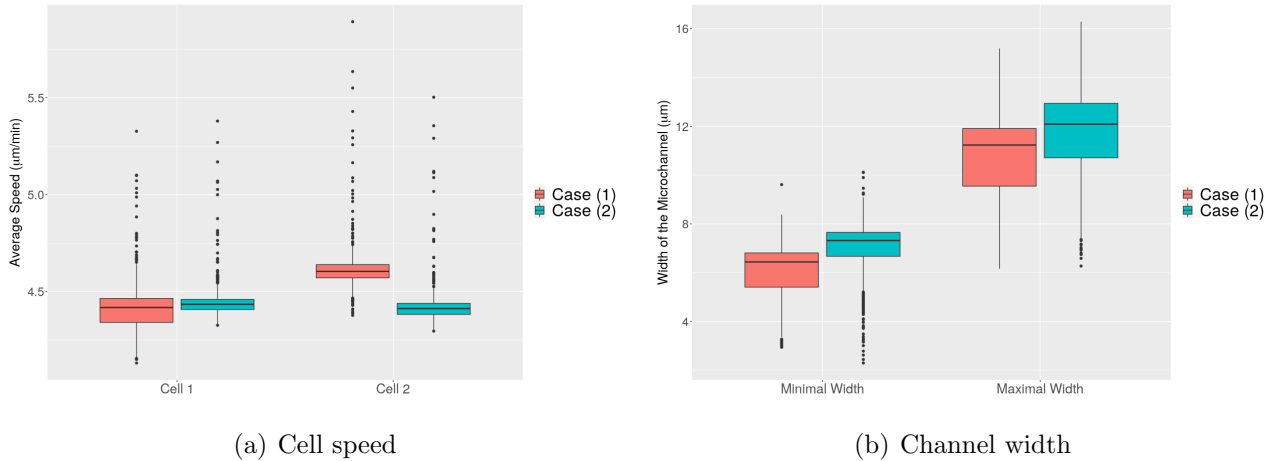 Average Speed (μm/min)
5.5
5.0
4.5
Cell 1
Cell 2
Case (1)
Case (2)
(a) Cell speed
Width of the Microchannel (μm)
16
12
8
4
Minimal Width
Maximal Width
Case (1)
Case (2)
(b) Channel width